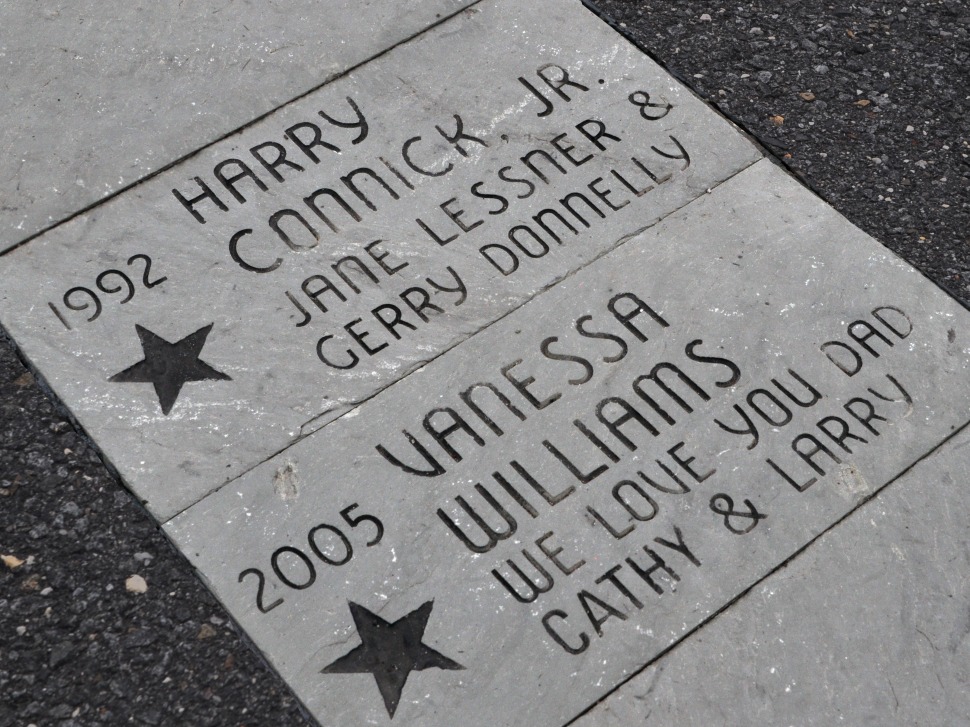 1992
HARRY
CONNICK, JR.
JANE LESSNER &
GERRY DONNELLY
2005
VANESSA
WILLIAMS
WE LOVE YOU DAD
CATHY & LARRY